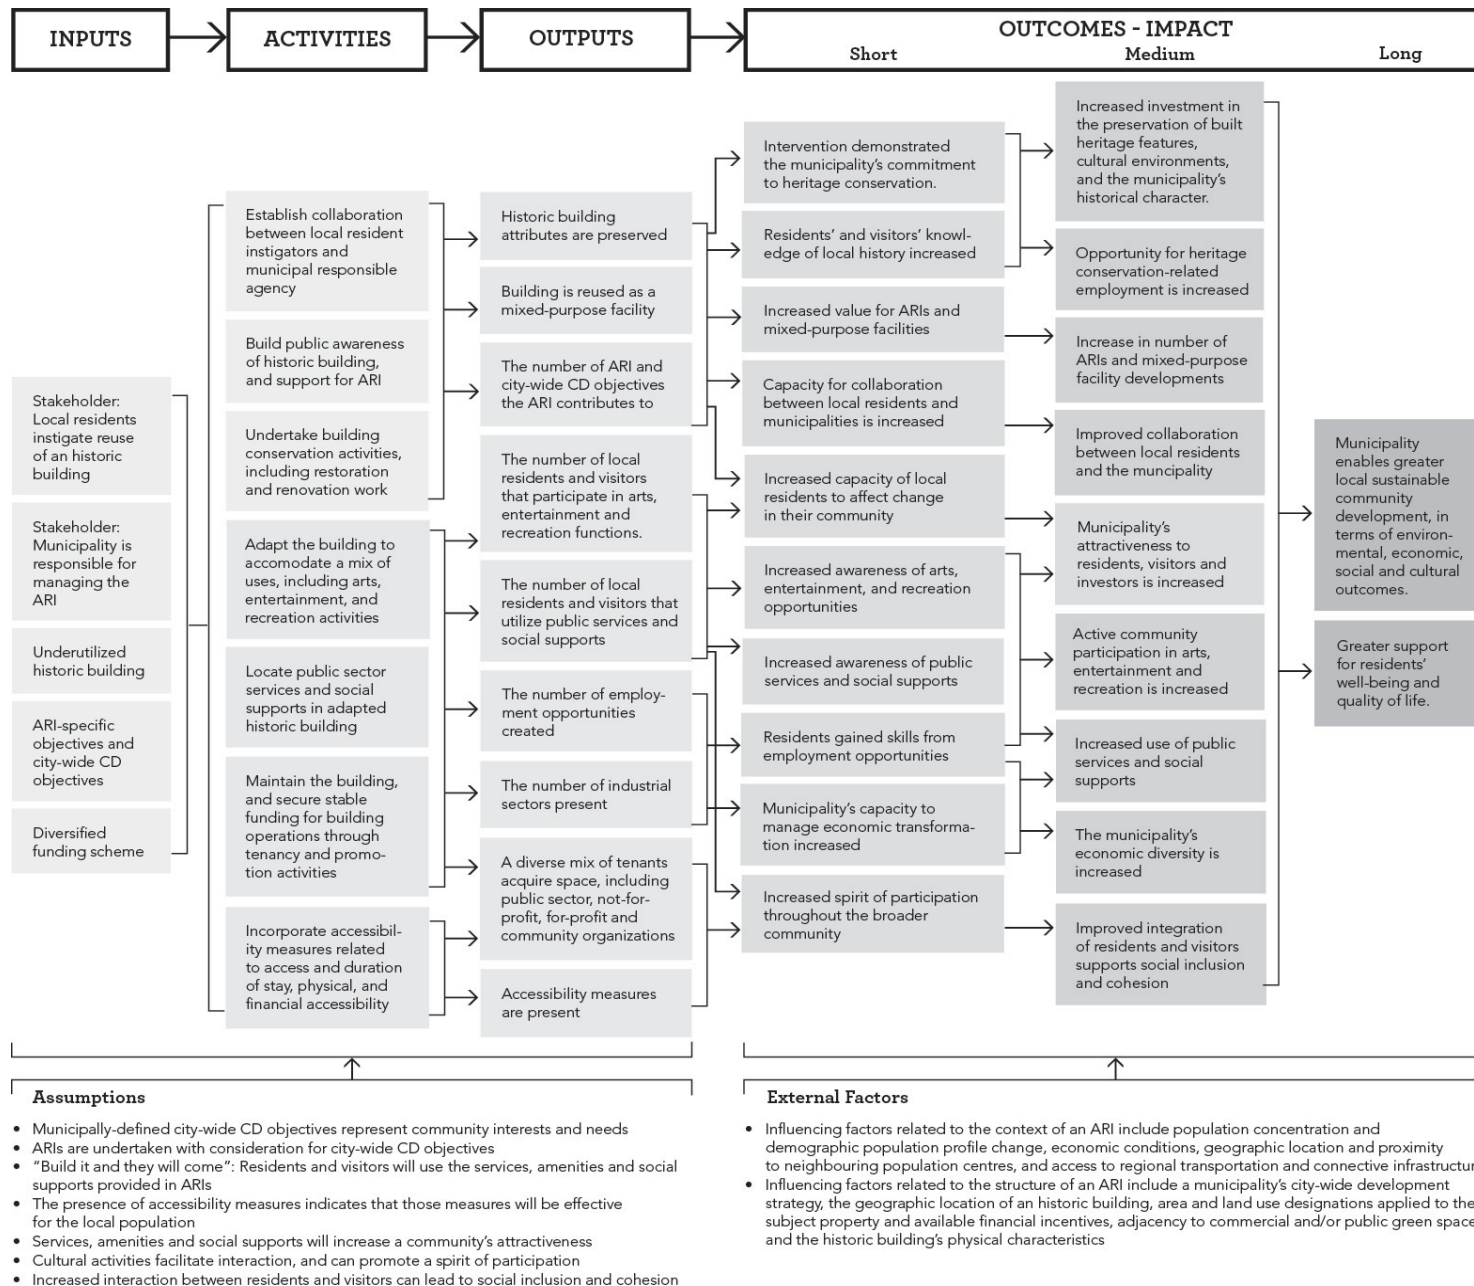 INPUTS
ACTIVITIES
OUTPUTS
OUTCOMES - IMPACT
Short
Medium
Long
Stakeholder:
Local residents
instigate reuse
of an historic
building
Stakeholder:
Municipality is
responsible for
managing the
ARI
Underutilized
historic building
ARI-specific
objectives and
city-wide CD
objectives
Diversified
funding scheme
Establish collaboration
between local resident
instigators and
municipal responsible
agency
Build public awareness
of historic building,
and support for ARI
Undertake building
conservation activities,
including restoration
and renovation work
Adapt the building to
accomodate a mix of
uses, including arts,
entertainment, and
recreation activities
Locate public sector
services and social
supports in adapted
historic building
Maintain the building,
and secure stable
funding for building
operations through
tenancy and promo-
tion activities
Incorporate accessibil-
ity measures related
to access and duration
of stay, physical, and
financial accessibility
Historic building
attributes are preserved
Building is reused as a
mixed-purpose facility
The number of ARI and
city-wide CD objectives
the ARI contributes to
The number of local
residents and visitors
that participate in arts,
entertainment and
recreation functions.
The number of local
residents and visitors that
utilize public services and
social supports
The number of employ-
ment opportunities
created
The number of industrial
sectors present
A diverse mix of tenants
acquire space, including
public sector, not-for-
profit, for-profit and
community organizations
Accessibility measures
are present
Intervention demonstrated
the municipality's commitment
to heritage conservation.
Residents' and visitors' knowl-
edge of local history increased
Increased value for ARIs and
mixed-purpose facilities
Capacity for collaboration
between local residents and
municipalities is increased
Increased capacity of local
residents to affect change
in their community
Increased awareness of arts,
entertainment, and recreation
opportunities
Increased awareness of public
services and social supports
Residents gained skills from
employment opportunities
Municipality's capacity to
manage economic transforma-
tion increased
Increased spirit of participation
throughout the broader
community
Increased investment in
the preservation of built
heritage features,
cultural environments,
and the municipality's
historical character.
Opportunity for heritage
conservation-related
employment is increased
Increase in number of
ARIs and mixed-purpose
facility developments
Improved collaboration
between local residents
and the muncipality
Municipality's
attractiveness to
residents, visitors and
investors is increased
Active community
participation in arts,
entertainment and
recreation is increased
Increased use of public
services and social
supports
The municipality's
economic diversity is
increased
Improved integration
of residents and visitors
supports social inclusion
and cohesion
Municipality
enables greater
local sustainable
community
development, in
terms of environ-
mental, economic,
social and cultural
outcomes.
Greater support
for residents'
well-being and
quality of life.
Assumptions
• Municipally-defined city-wide CD objectives represent community interests and needs
• ARIs are undertaken with consideration for city-wide CD objectives
• "Build it and they will come": Residents and visitors will use the services, amenities and social
supports provided in ARIs
• The presence of accessibility measures indicates that those measures will be effective
for the local population
• Services, amenities and social supports will increase a community's attractiveness
• Cultural activities facilitate interaction, and can promote a spirit of participation
• Increased interaction between residents and visitors can lead to social inclusion and cohesion
External Factors
• Influencing factors related to the context of an ARI include population concentration and
demographic population profile change, economic conditions, geographic location and proximity
to neighbouring population centres, and access to regional transportation and connective infrastructur
• Influencing factors related to the structure of an ARI include a municipality's city-wide development
strategy, the geographic location of an historic building, area and land use designations applied to the
subject property and available financial incentives, adjacency to commercial and/or public green space
and the historic building's physical characteristics